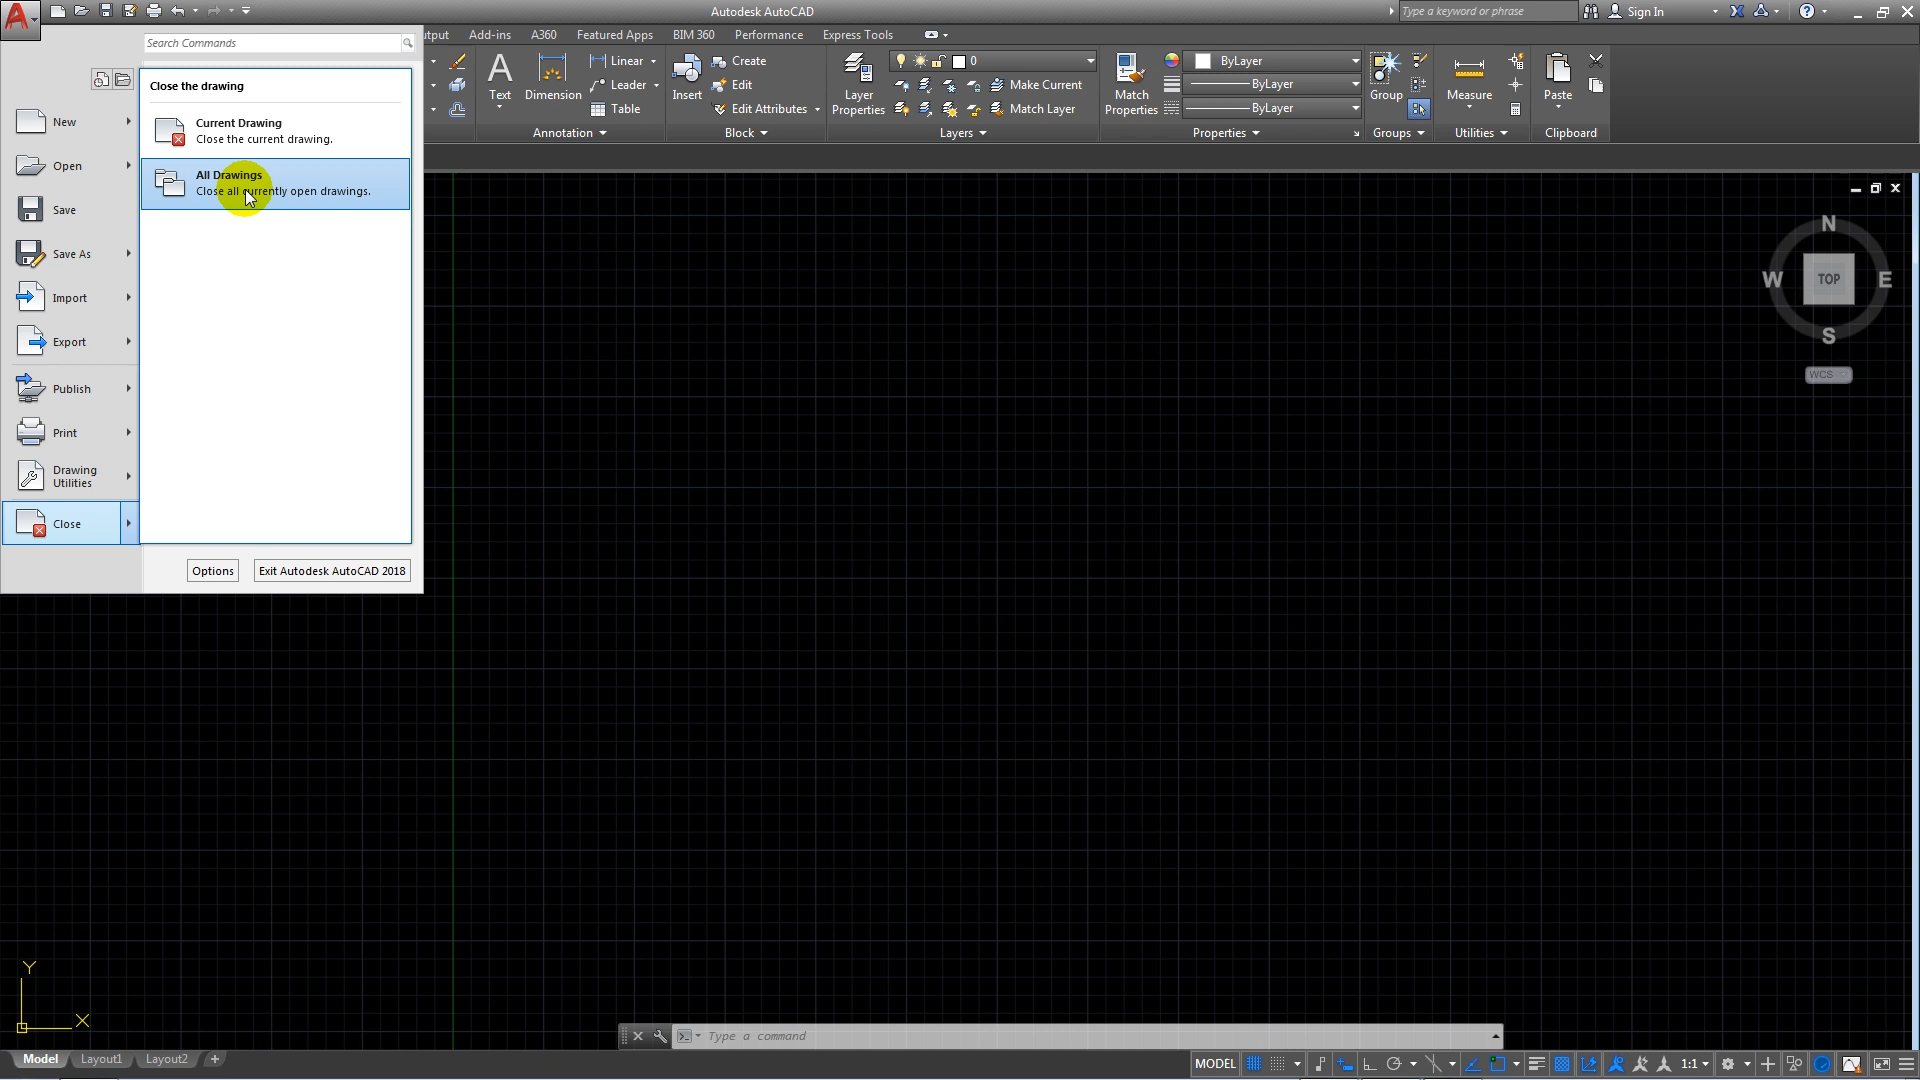 Autodesk AutoCAD
Type a keyword or phrase
Sign In
Search Commands
utput
Add-ins
A360
Featured Apps
BIM 360
Performance
Express Tools
Close the drawing
Current Drawing
Close the current drawing.
All Drawings
Close all currently open drawings.
New
Open
Save
Save As
Import
Export
Publish
Print
Drawing
Utilities
Close
Options
Exit Autodesk AutoCAD 2018
Text
Dimension
Linear
Leader
Table
Annotation
Insert
Create
Edit
Edit Attributes
Block
Layer
Properties
0
Make Current
Match Layer
Layers
Match
Properties
ByLayer
ByLayer
ByLayer
Properties
Group
Groups
Measure
Utilities
Paste
Clipboard
N
W
TOP
E
S
WCS
Y
X
Type a command
Model
Layout1
Layout2
MODEL
1:1